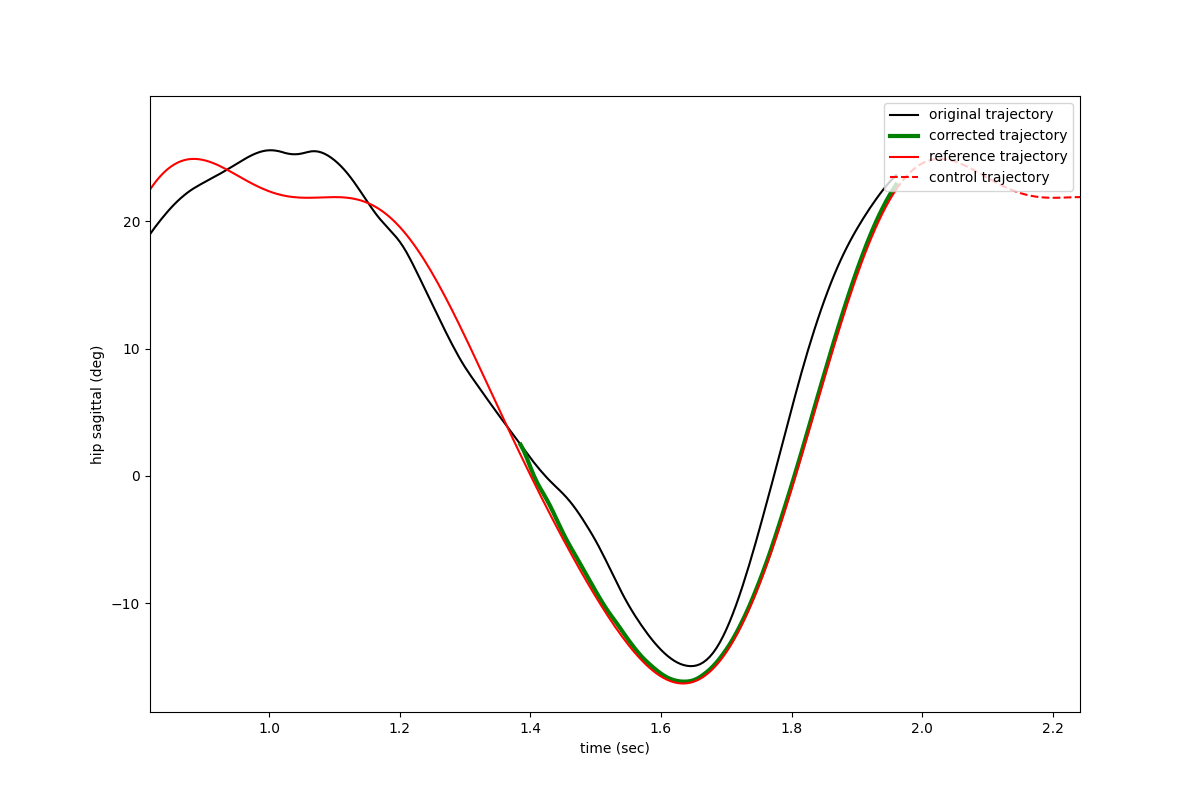 original trajectory
corrected trajectory
reference trajectory
control trajectory
20
10
0
−10
hip sagittal (deg)
1.0 1.2 1.4 1.6 1.8 2.0 2.2
time (sec)